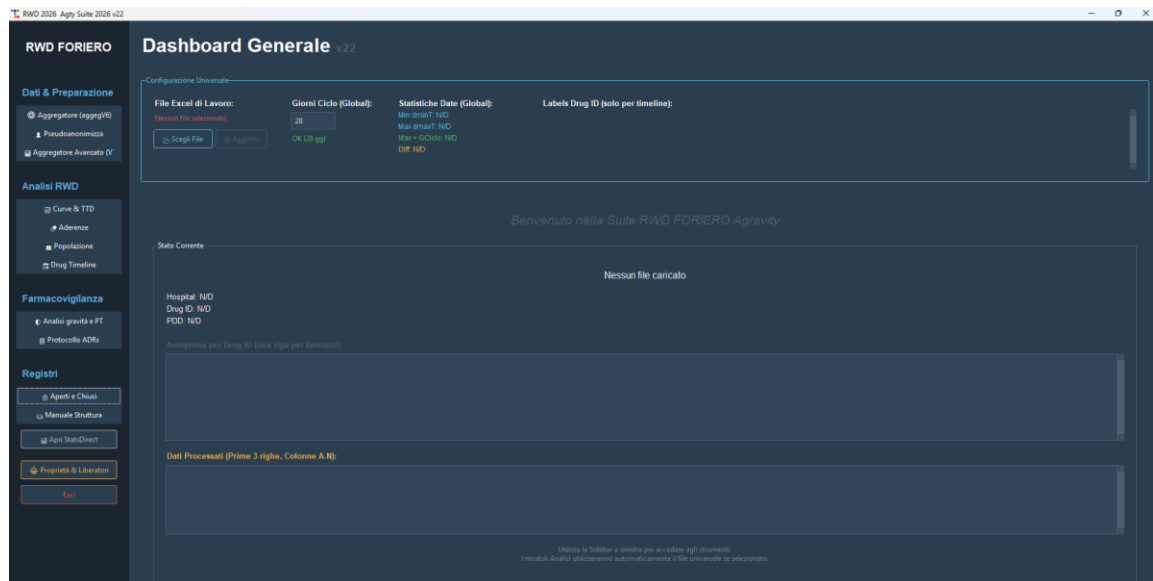 RWD 2026 Agty Suite 2026 v22
RWD FORIERO
Dati & Preparazione
Aggregatore (aggegV6)
Pseudoanonimizza
Aggregatore Avanzato (V
Analisi RWD
Curve & TTD
Aderenze
Popolazione
Drug Timeline
Farmacovigilanza
Analisi gravità e PT
Protocollo ADRs
Registri
Aperti e Chiusi
Manuale Struttura
Apri StatsDirect
Proprietà & Liberatori
Esci
Dashboard Generale v22
Configurazione Universale
File Excel di Lavoro:
Nessun file selezionato
Scegli File
Aggiorn
Giorni Ciclo (Global):
28
OK (28 gg)
Statistiche Date (Global):
Min dminT: N/D
Max dmaxT: N/D
Max + GCiclo: N/D
Diff: N/D
Labels Drug ID (solo per timeline):
Benvenuto nella Suite RWD FORIERO Agravity
Stato Corrente
Nessun file caricato
Hospital: N/D
Drug ID: N/D
PDD: N/D
Anteprima per Drug ID (una riga per farmaco):
Dati Processati (Prime 3 righe, Colonne A-N):
Utilizza la Sidebar a sinistra per accedere agli strumenti.
I moduli Analisi utilizzeranno automaticamente il file universale se selezionato.